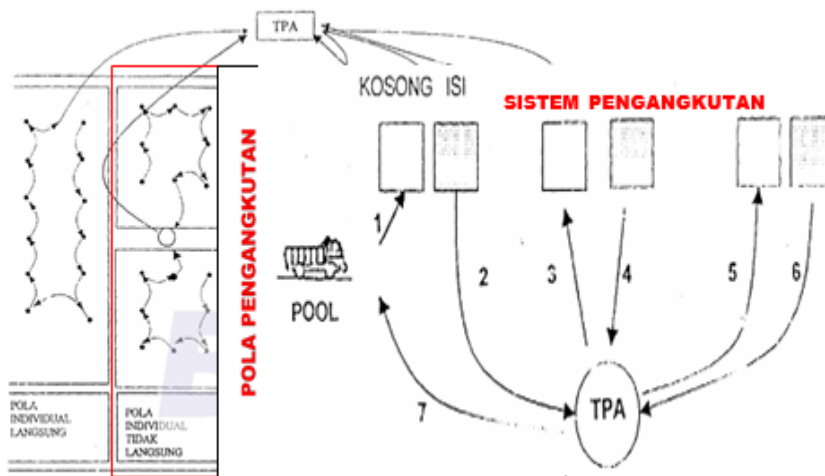 TPA
KOSONG ISI
SISTEM PENGANGKUTAN
POLA PENGANGKUTAN
1
2
3
4
5
6
7
POOL
TPA
POLA
INDIVIDUAL
LANGSUNG
POLA
INDIVIDUAL
TIDAK
LANGSUNG